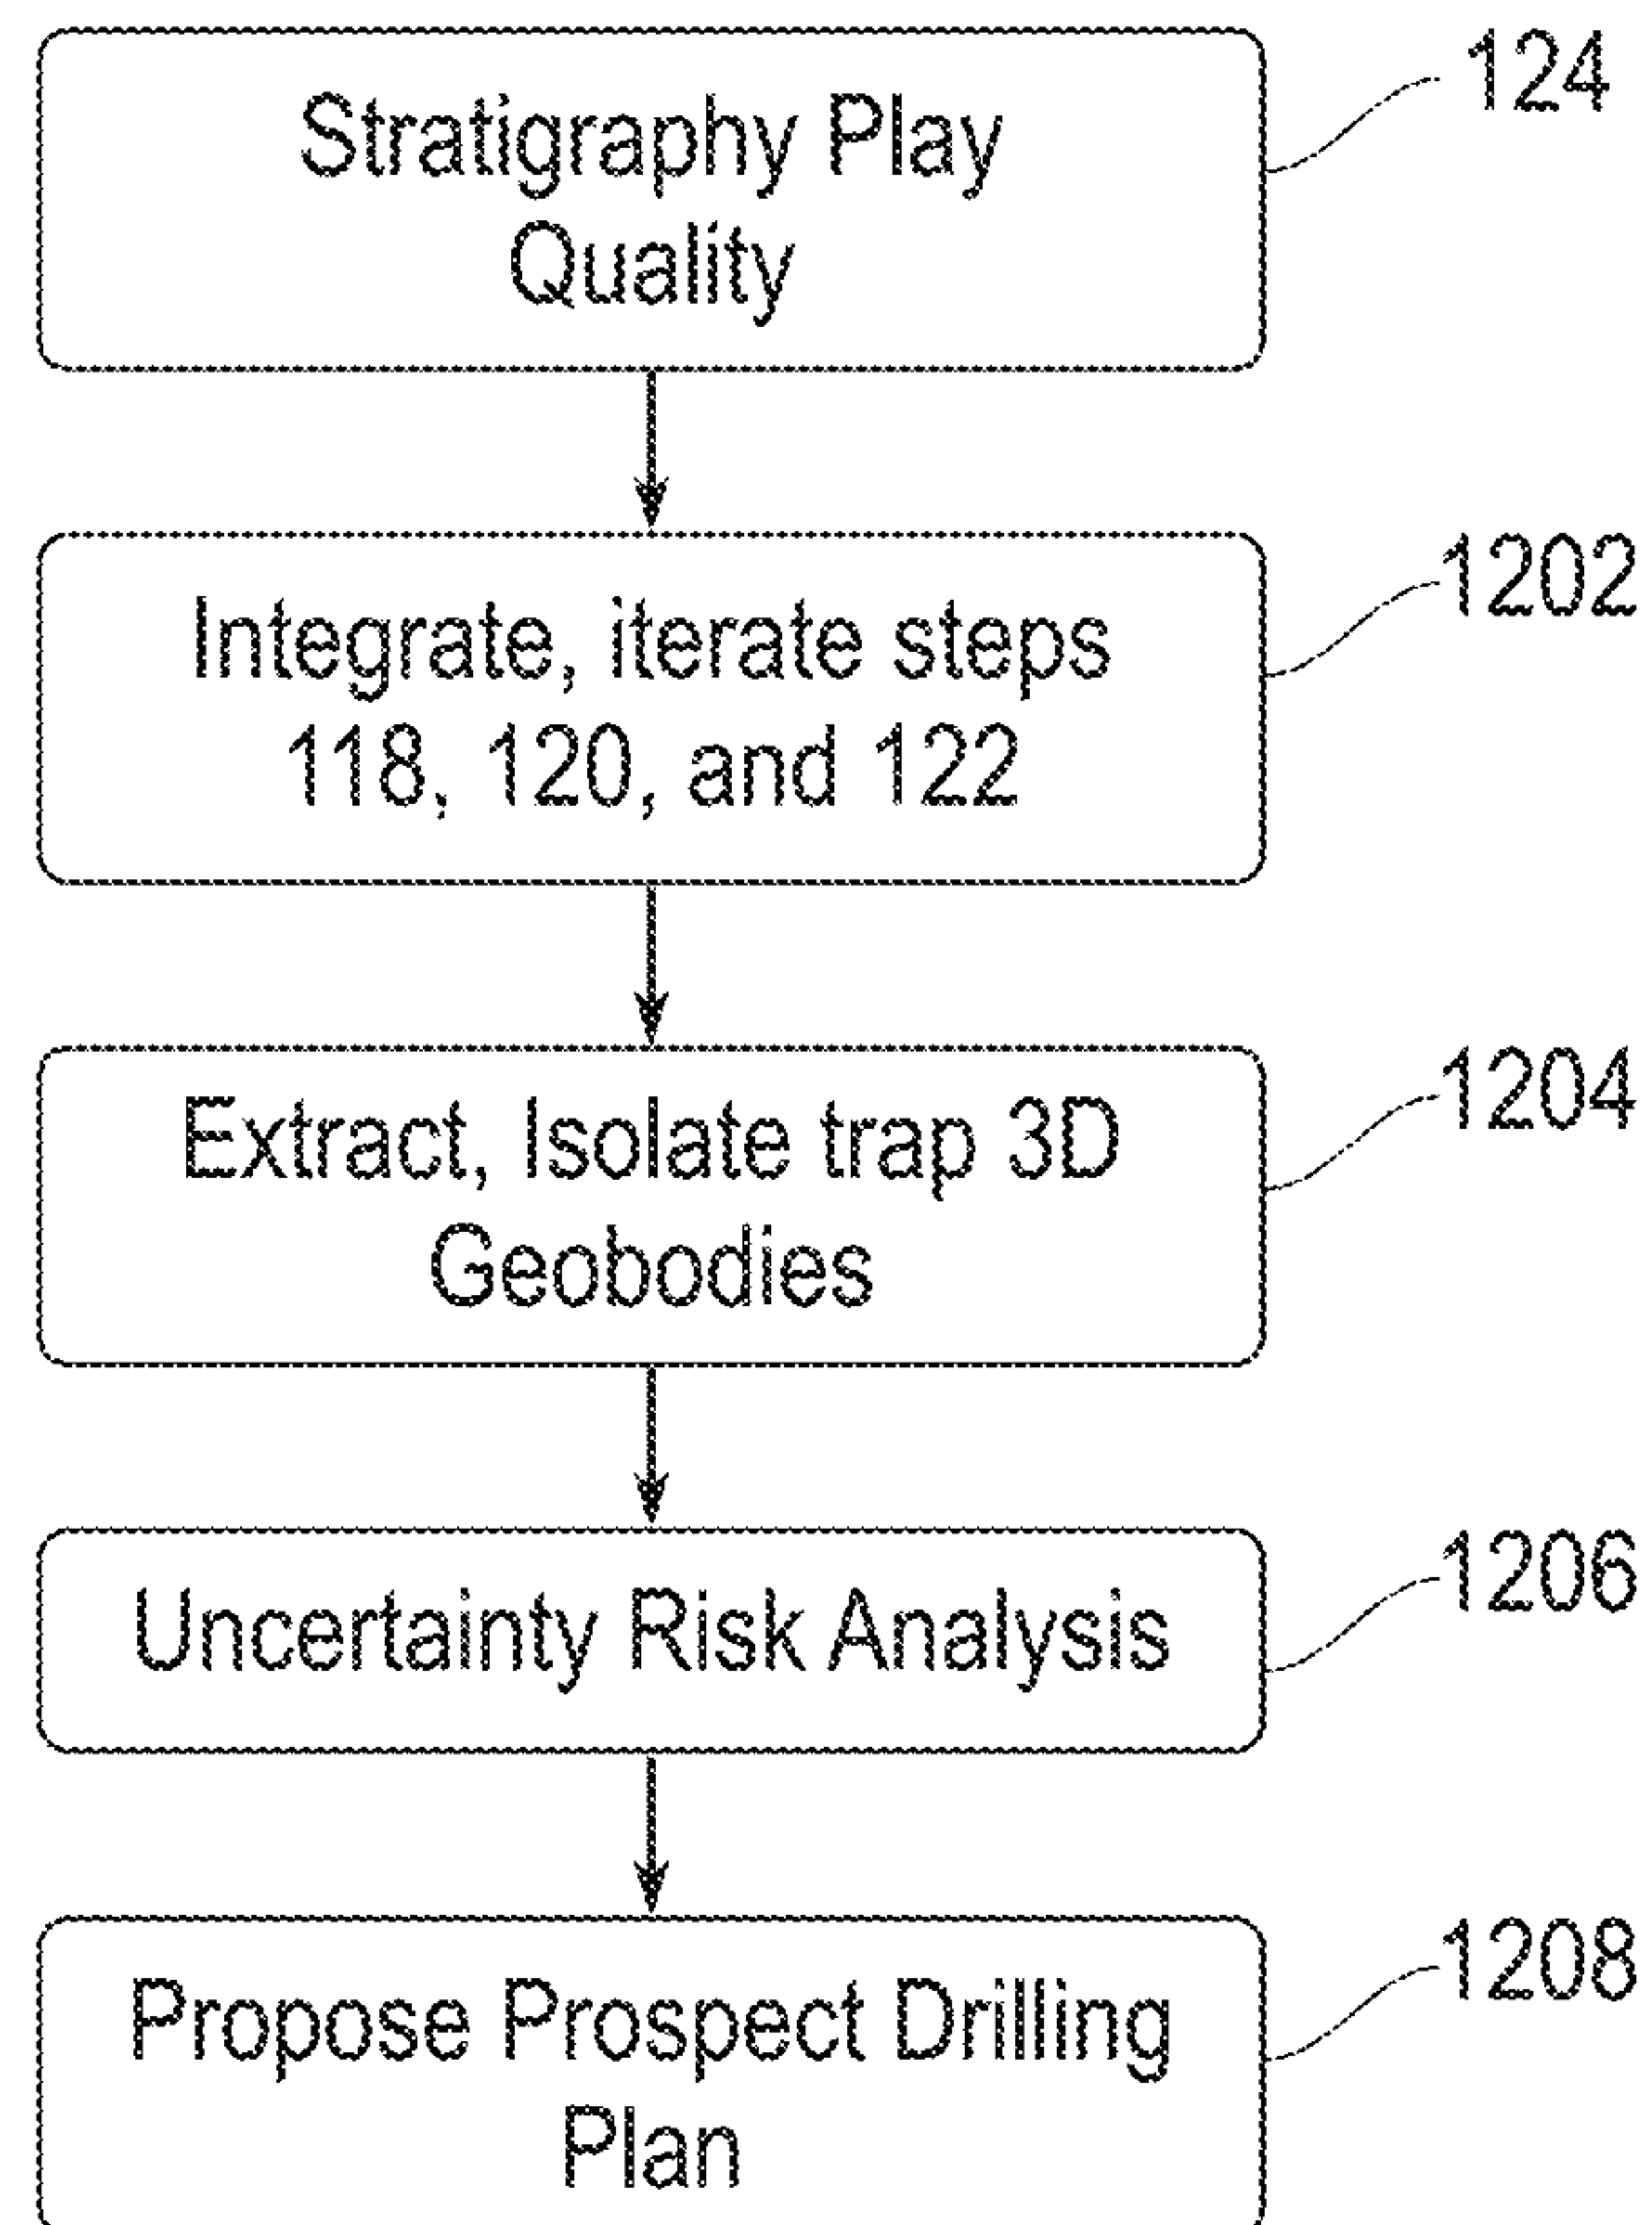 Stratigraphy Play
Quality
124
Integrate, iterate steps
118, 120, and 122
1202
Extract, Isolate trap 3D
Geobodies
1204
Uncertainty Risk Analysis
1206
Propose Prospect Drilling
Plan
1208